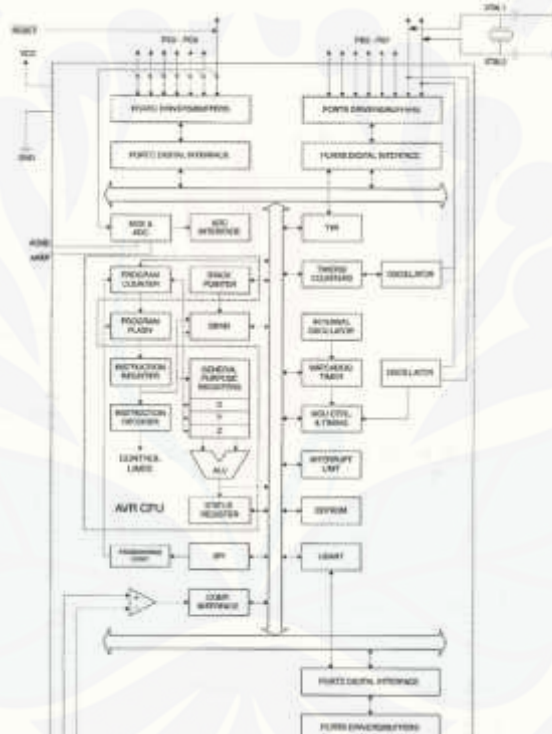 XTAL1
RESET
PC0 - PC6
PB0 - PB7
VCC
XTAL2
PORTC DRIVERS/BUFFERS
PORTB DRIVERS/BUFFERS
PORTC DIGITAL INTERFACE
PORTB DIGITAL INTERFACE
GND
MUX &
ADC
ADC
INTERFACE
TWI
AGND
AREF
PROGRAM
COUNTER
STACK
POINTER
TIMERS/
COUNTERS
OSCILLATOR
PROGRAM
FLASH
SRAM
INTERNAL
OSCILLATOR
INSTRUCTION
REGISTER
GENERAL
PURPOSE
REGISTERS
WATCHDOG
TIMER
OSCILLATOR
X
INSTRUCTION
DECODER
Y
MCU CTRL.
& TIMING
Z
CONTROL
LINES
ALU
INTERRUPT
UNIT
AVR CPU
STATUS
REGISTER
EEPROM
PROGRAMMING
LOGIC
SPI
USART
+
-
COMP.
INTERFACE
PORTD DIGITAL INTERFACE
PORTD DRIVERS/BUFFERS